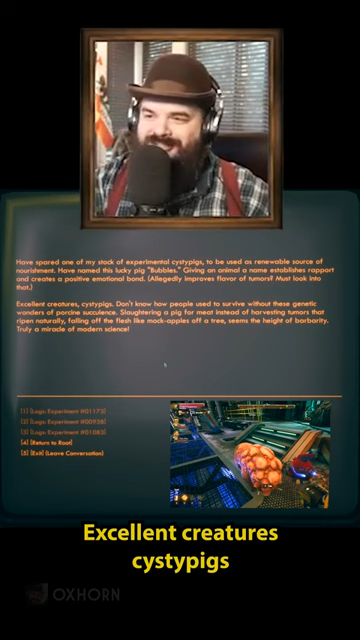 Have spared one of my stock of experimental cystypigs, to be used as renewable source of
nourishment. Have named this lucky pig "Bubbles." Giving an animal a name establishes rapport
and creates a positive emotional bond. (Allegedly improves flavor of tumors? Must look into
that.)
Excellent creatures, cystypigs. Don't know how people used to survive without these genetic
wonders of porcine succulence. Slaughtering a pig for meat instead of harvesting tumors that
ripen naturally, falling off the flesh like mock-apples off a tree, seems the height of barbarity.
Truly a miracle of modern science!
[1] [Logs: Experiment #01175]
[2] [Logs: Experiment #00938]
[3] [Logs: Experiment #01083]
[4] [Return to Root]
[5] [Exit] (Leave Conversation)
Excellent creatures
cystypigs
OXHORN